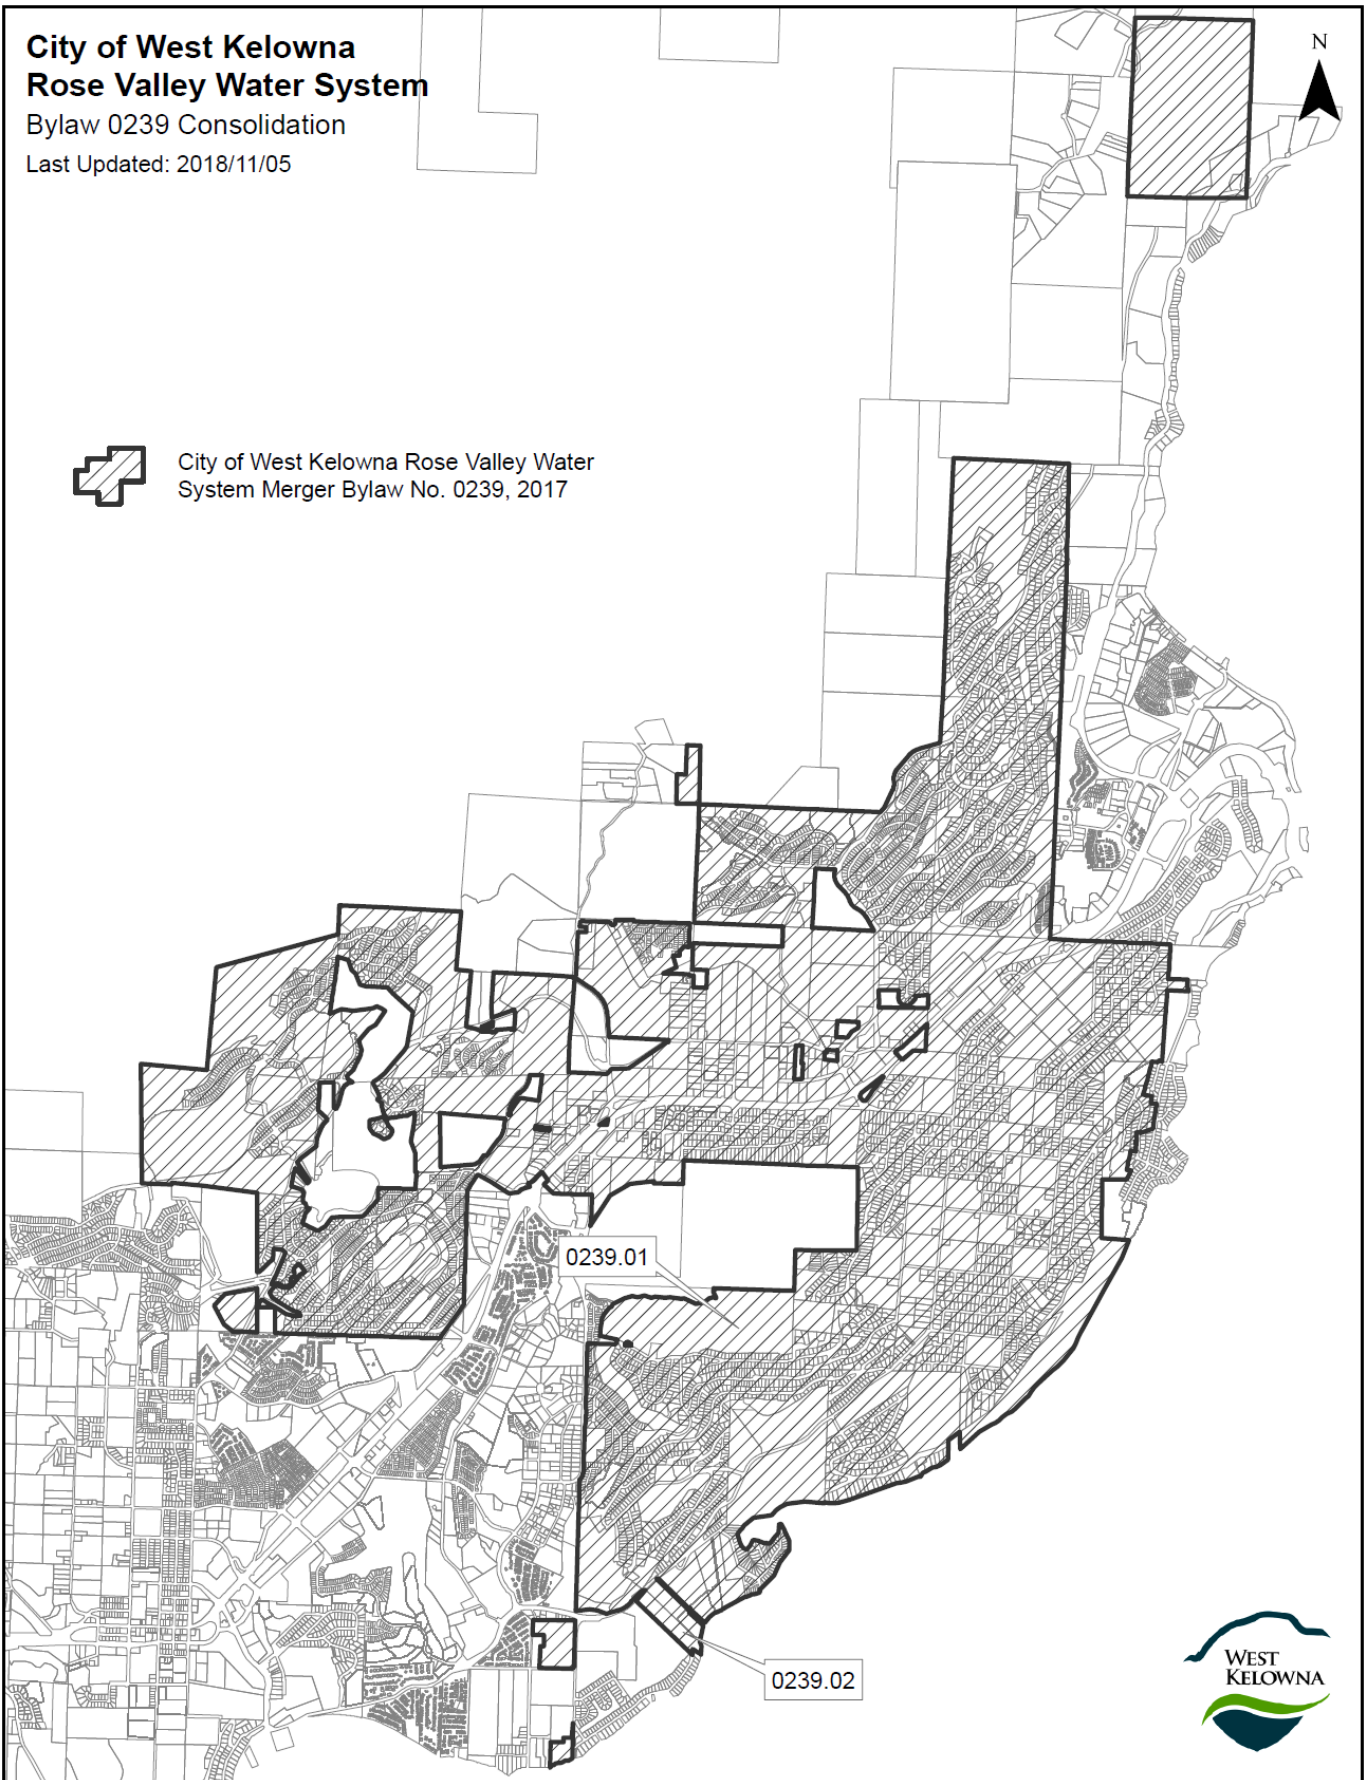 City of West Kelowna
Rose Valley Water System
Bylaw 0239 Consolidation
Last Updated: 2018/11/05
N
City of West Kelowna Rose Valley Water
System Merger Bylaw No. 0239, 2017
0239.01
0239.02
WEST
KELOWNA